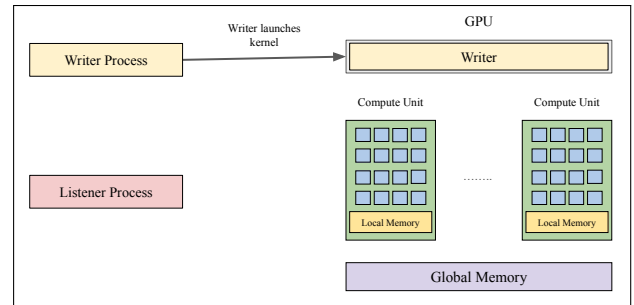 GPU
Writer launches
kernel
Writer Process
Writer
Compute Unit
Compute Unit
Listener Process
........
Local Memory
Local Memory
Global Memory